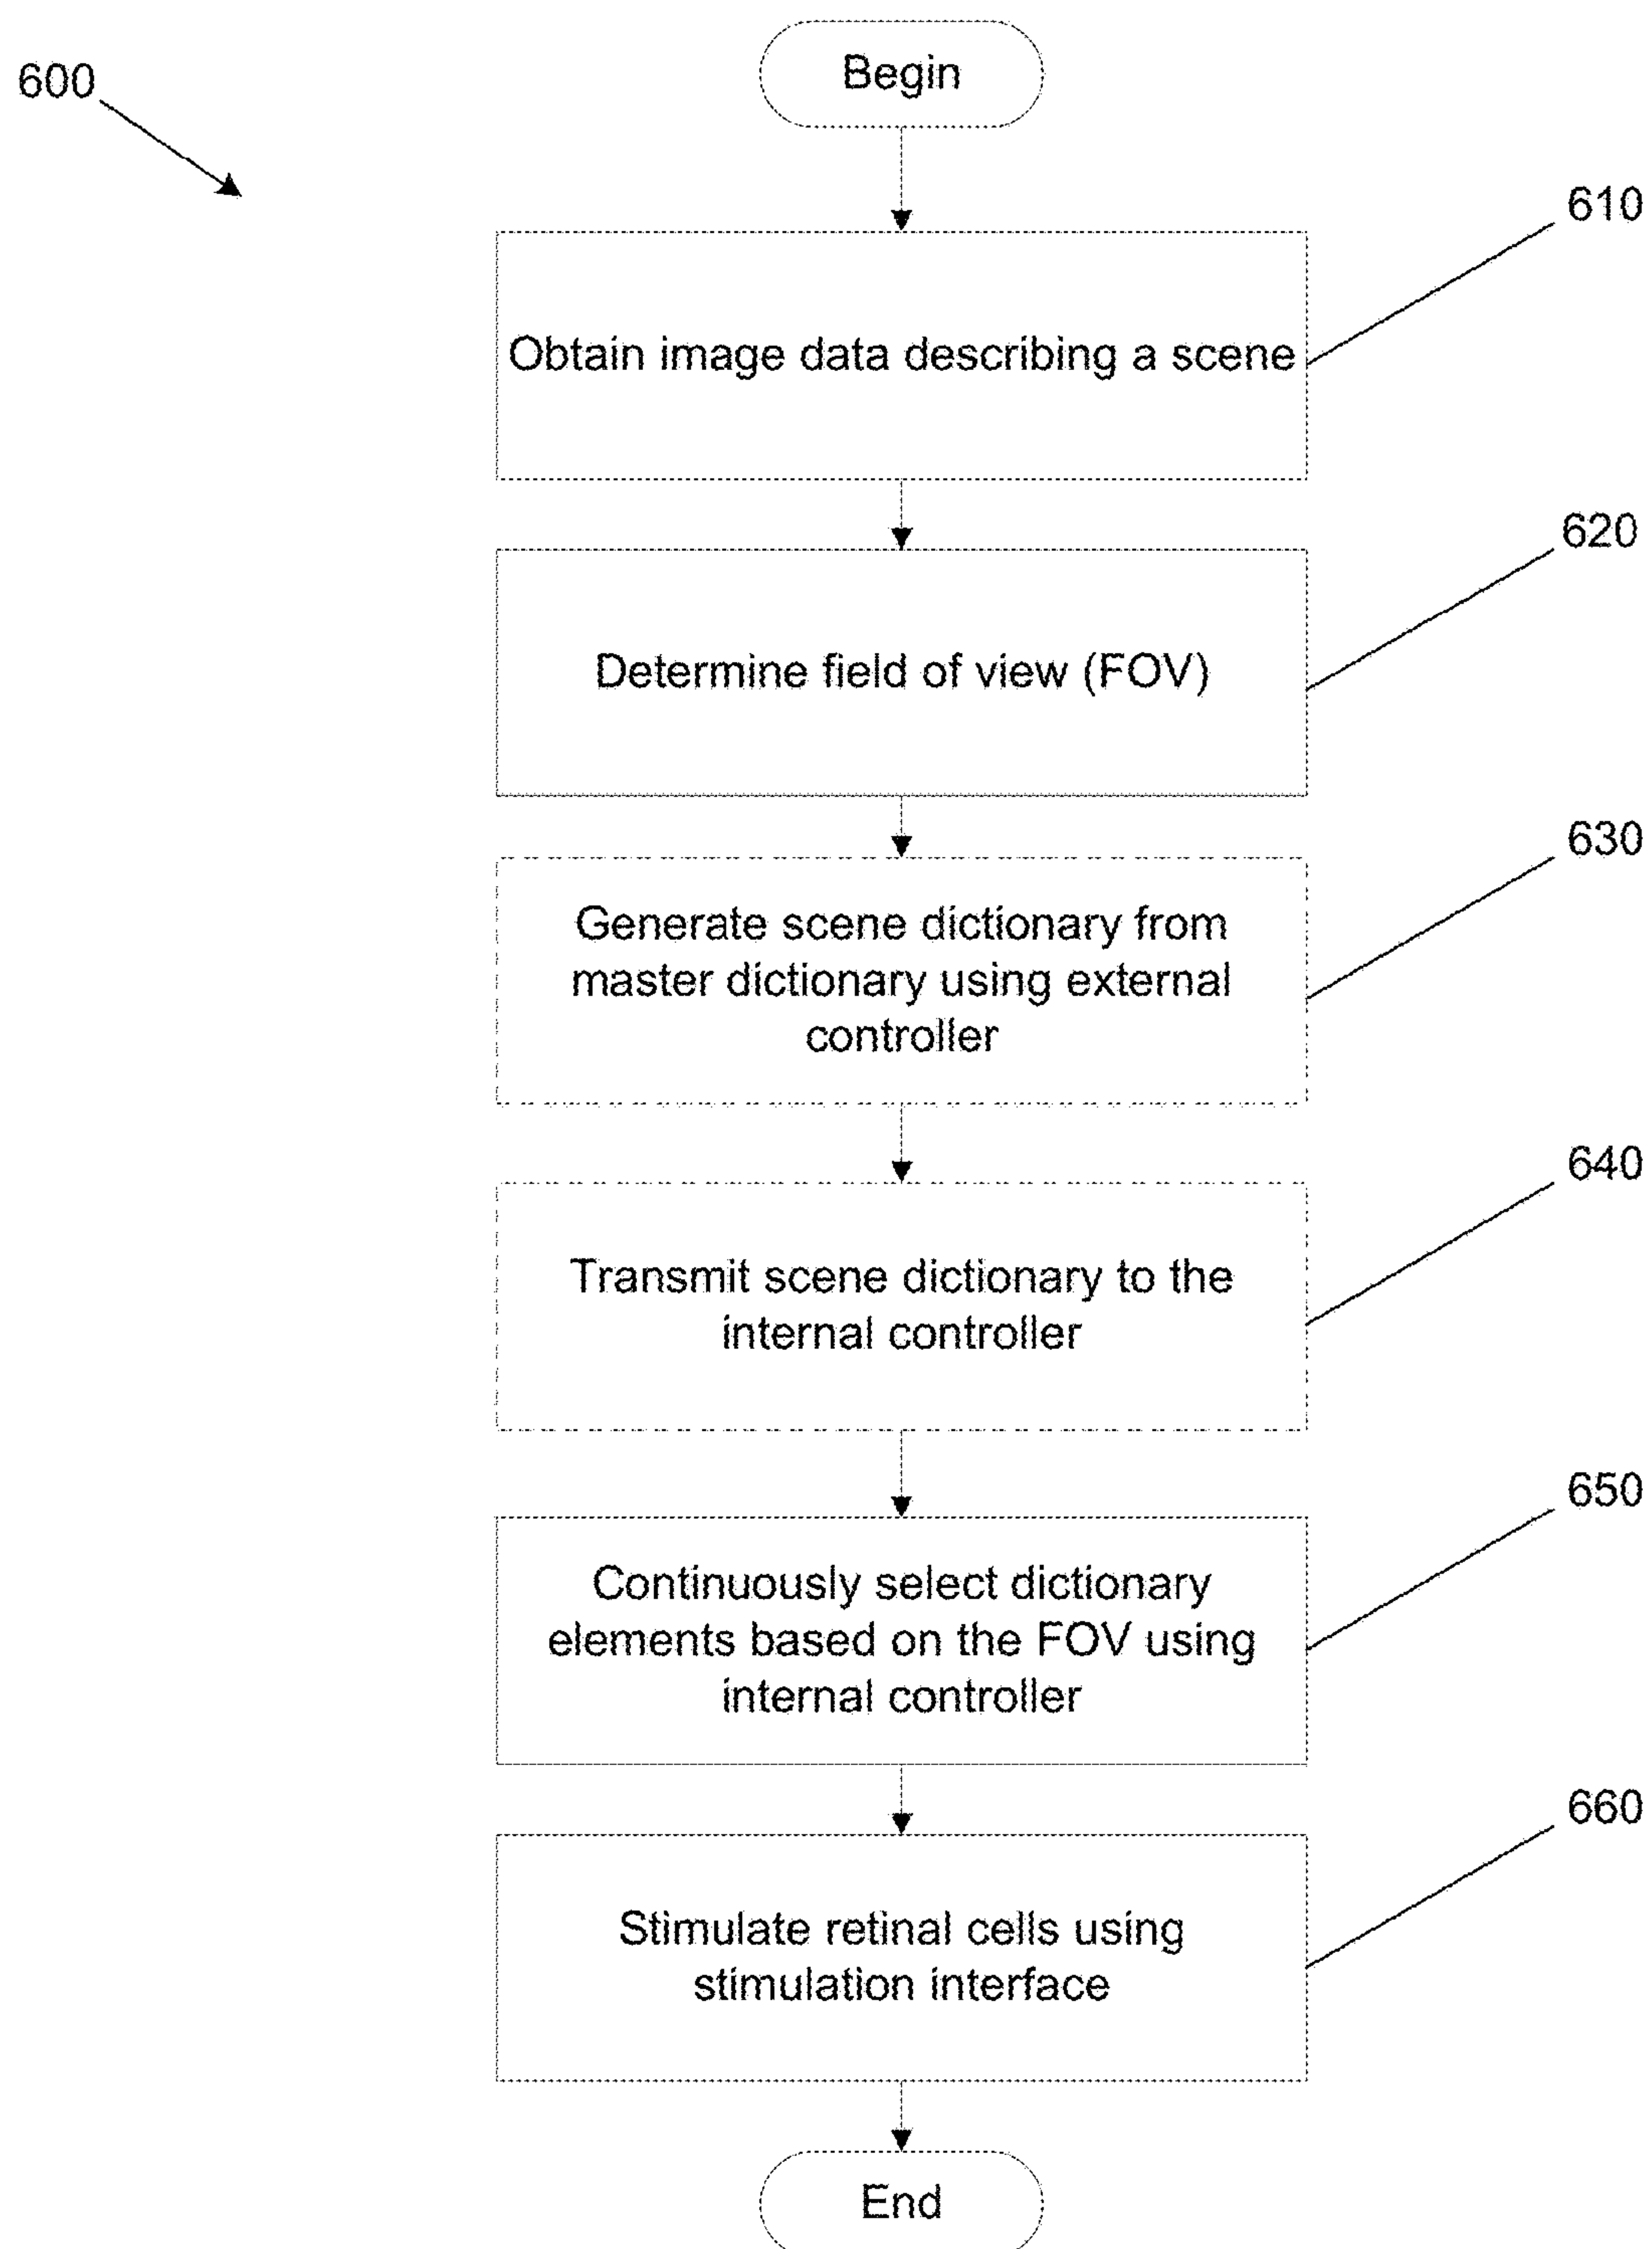 600
Begin
610
Obtain image data describing a scene
620
Determine field of view (FOV)
630
Generate scene dictionary from
master dictionary using external
controller
640
Transmit scene dictionary to the
internal controller
650
Continuously select dictionary
elements based on the FOV using
internal controller
660
Stimulate retinal cells using
stimulation interface
End